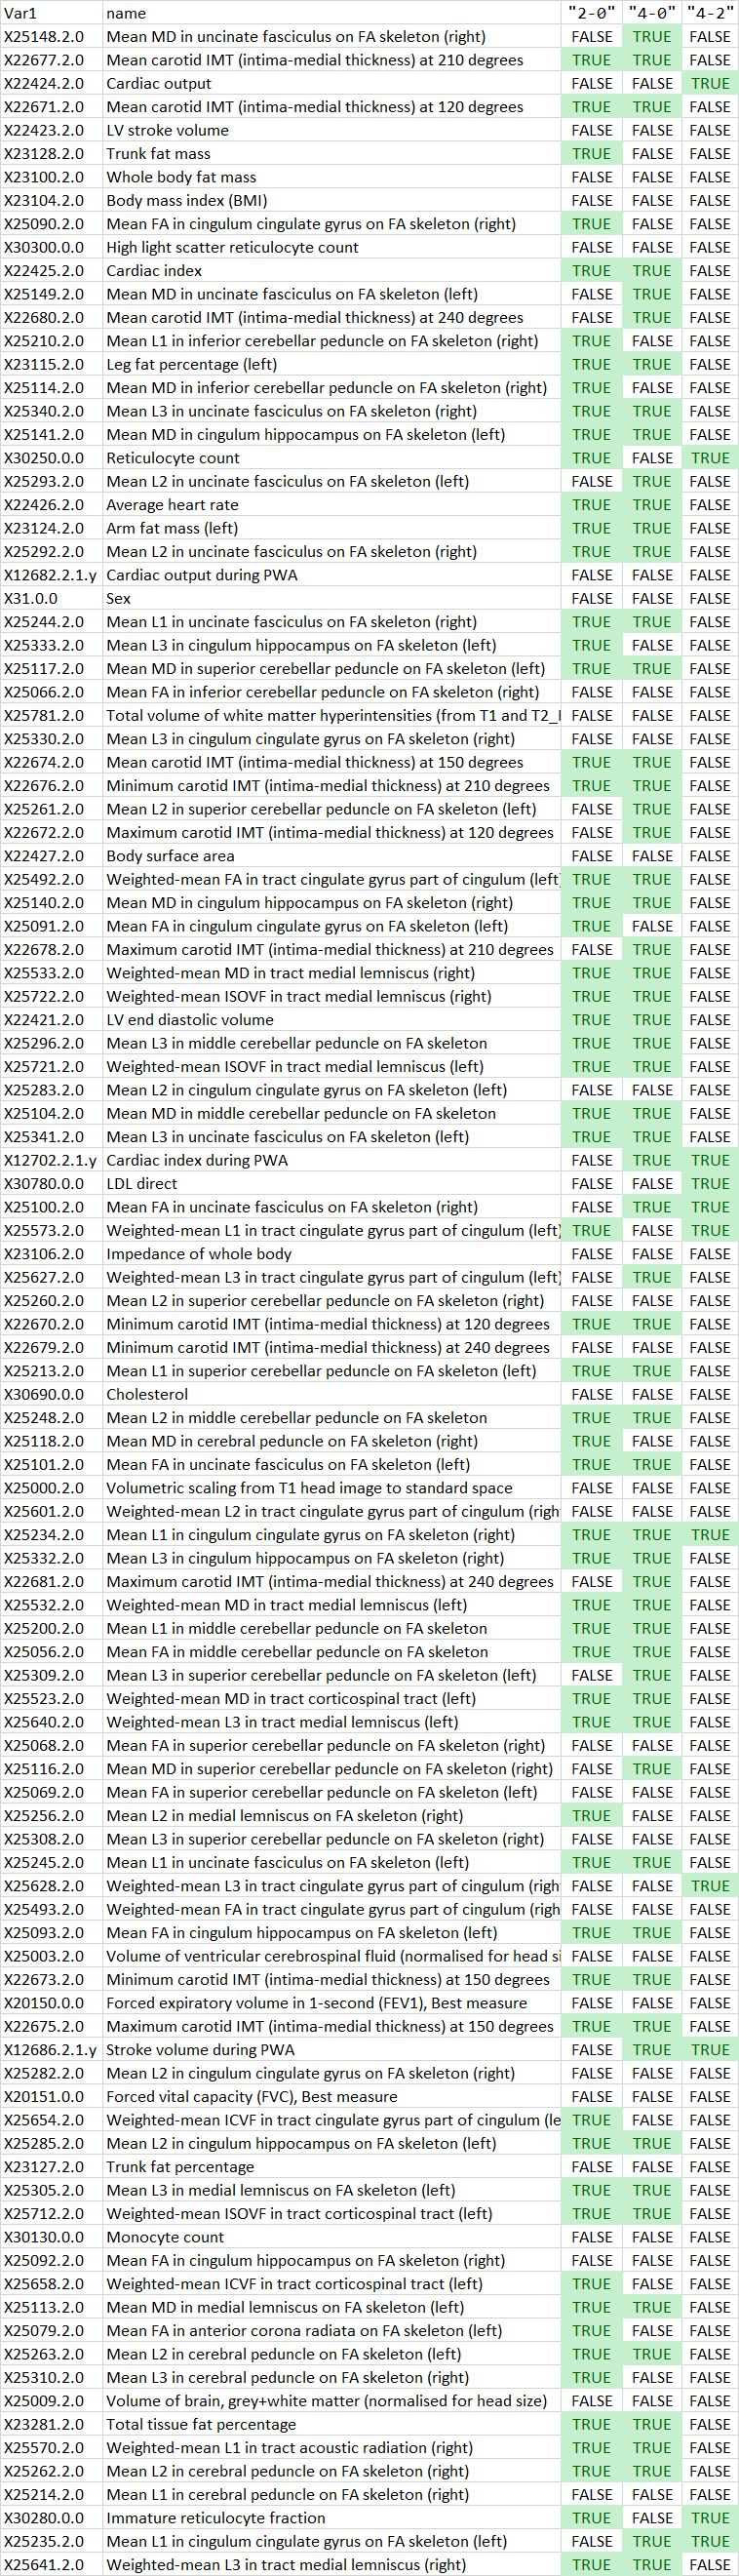 Var1 name "2-0" "4-0" "4-2"
X25148.2.0 Mean MD in uncinate fasciculus on FA skeleton (right) FALSE TRUE FALSE
X22677.2.0 Mean carotid IMT (intima-medial thickness) at 210 degrees TRUE TRUE FALSE
X22424.2.0 Cardiac output FALSE FALSE TRUE
X22671.2.0 Mean carotid IMT (intima-medial thickness) at 120 degrees TRUE TRUE FALSE
X22423.2.0 LV stroke volume FALSE FALSE FALSE
X23128.2.0 Trunk fat mass TRUE FALSE FALSE
X23100.2.0 Whole body fat mass FALSE FALSE FALSE
X23104.2.0 Body mass index (BMI) FALSE FALSE FALSE
X25090.2.0 Mean FA in cingulum cingulate gyrus on FA skeleton (right) TRUE FALSE FALSE
X30300.0.0 High light scatter reticulocyte count FALSE FALSE FALSE
X22425.2.0 Cardiac index TRUE TRUE FALSE
X25149.2.0 Mean MD in uncinate fasciculus on FA skeleton (left) FALSE TRUE FALSE
X22680.2.0 Mean carotid IMT (intima-medial thickness) at 240 degrees FALSE TRUE FALSE
X25210.2.0 Mean L1 in inferior cerebellar peduncle on FA skeleton (right) TRUE FALSE FALSE
X23115.2.0 Leg fat percentage (left) TRUE TRUE FALSE
X25114.2.0 Mean MD in inferior cerebellar peduncle on FA skeleton (right) TRUE FALSE FALSE
X25340.2.0 Mean L3 in uncinate fasciculus on FA skeleton (right) TRUE TRUE FALSE
X25141.2.0 Mean MD in cingulum hippocampus on FA skeleton (left) TRUE TRUE FALSE
X30250.0.0 Reticulocyte count TRUE FALSE TRUE
X25293.2.0 Mean L2 in uncinate fasciculus on FA skeleton (left) FALSE TRUE FALSE
X22426.2.0 Average heart rate TRUE TRUE FALSE
X23124.2.0 Arm fat mass (left) TRUE TRUE FALSE
X25292.2.0 Mean L2 in uncinate fasciculus on FA skeleton (right) TRUE TRUE FALSE
X12682.2.1.y Cardiac output during PWA FALSE FALSE FALSE
X31.0.0 Sex FALSE FALSE FALSE
X25244.2.0 Mean L1 in uncinate fasciculus on FA skeleton (right) TRUE TRUE FALSE
X25333.2.0 Mean L3 in cingulum hippocampus on FA skeleton (left) TRUE FALSE FALSE
X25117.2.0 Mean MD in superior cerebellar peduncle on FA skeleton (left) TRUE TRUE FALSE
X25066.2.0 Mean FA in inferior cerebellar peduncle on FA skeleton (right) FALSE FALSE FALSE
X25781.2.0 Total volume of white matter hyperintensities (from T1 and T2_ FALSE FALSE FALSE
X25330.2.0 Mean L3 in cingulum cingulate gyrus on FA skeleton (right) FALSE FALSE FALSE
X22674.2.0 Mean carotid IMT (intima-medial thickness) at 150 degrees TRUE TRUE FALSE
X22676.2.0 Minimum carotid IMT (intima-medial thickness) at 210 degrees TRUE TRUE FALSE
X25261.2.0 Mean L2 in superior cerebellar peduncle on FA skeleton (left) FALSE TRUE FALSE
X22672.2.0 Maximum carotid IMT (intima-medial thickness) at 120 degrees FALSE TRUE FALSE
X22427.2.0 Body surface area FALSE FALSE FALSE
X25492.2.0 Weighted-mean FA in tract cingulate gyrus part of cingulum (left) TRUE TRUE FALSE
X25140.2.0 Mean MD in cingulum hippocampus on FA skeleton (right) TRUE TRUE FALSE
X25091.2.0 Mean FA in cingulum cingulate gyrus on FA skeleton (left) TRUE FALSE FALSE
X22678.2.0 Maximum carotid IMT (intima-medial thickness) at 210 degrees FALSE TRUE FALSE
X25533.2.0 Weighted-mean MD in tract medial lemniscus (right) TRUE TRUE FALSE
X25722.2.0 Weighted-mean ISOVF in tract medial lemniscus (right) TRUE TRUE FALSE
X22421.2.0 LV end diastolic volume TRUE TRUE FALSE
X25296.2.0 Mean L3 in middle cerebellar peduncle on FA skeleton TRUE TRUE FALSE
X25721.2.0 Weighted-mean ISOVF in tract medial lemniscus (left) TRUE TRUE FALSE
X25283.2.0 Mean L2 in cingulum cingulate gyrus on FA skeleton (left) FALSE FALSE FALSE
X25104.2.0 Mean MD in middle cerebellar peduncle on FA skeleton TRUE TRUE FALSE
X25341.2.0 Mean L3 in uncinate fasciculus on FA skeleton (left) TRUE TRUE FALSE
X12702.2.1.y Cardiac index during PWA FALSE TRUE TRUE
X30780.0.0 LDL direct FALSE FALSE TRUE
X25100.2.0 Mean FA in uncinate fasciculus on FA skeleton (right) FALSE TRUE TRUE
X25573.2.0 Weighted-mean L1 in tract cingulate gyrus part of cingulum (left) TRUE FALSE TRUE
X23106.2.0 Impedance of whole body FALSE FALSE FALSE
X25627.2.0 Weighted-mean L3 in tract cingulate gyrus part of cingulum (left) FALSE TRUE FALSE
X25260.2.0 Mean L2 in superior cerebellar peduncle on FA skeleton (right) FALSE FALSE FALSE
X22670.2.0 Minimum carotid IMT (intima-medial thickness) at 120 degrees TRUE TRUE FALSE
X22679.2.0 Minimum carotid IMT (intima-medial thickness) at 240 degrees FALSE FALSE FALSE
X25213.2.0 Mean L1 in superior cerebellar peduncle on FA skeleton (left) TRUE TRUE FALSE
X30690.0.0 Cholesterol FALSE FALSE FALSE
X25248.2.0 Mean L2 in middle cerebellar peduncle on FA skeleton TRUE TRUE FALSE
X25118.2.0 Mean MD in cerebral peduncle on FA skeleton (right) TRUE FALSE FALSE
X25101.2.0 Mean FA in uncinate fasciculus on FA skeleton (left) TRUE TRUE FALSE
X25000.2.0 Volumetric scaling from T1 head image to standard space FALSE FALSE FALSE
X25601.2.0 Weighted-mean L2 in tract cingulate gyrus part of cingulum (righ FALSE FALSE FALSE
X25234.2.0 Mean L1 in cingulum cingulate gyrus on FA skeleton (right) TRUE TRUE TRUE
X25332.2.0 Mean L3 in cingulum hippocampus on FA skeleton (right) TRUE TRUE FALSE
X22681.2.0 Maximum carotid IMT (intima-medial thickness) at 240 degrees FALSE TRUE FALSE
X25532.2.0 Weighted-mean MD in tract medial lemniscus (left) TRUE TRUE FALSE
X25200.2.0 Mean L1 in middle cerebellar peduncle on FA skeleton TRUE TRUE FALSE
X25056.2.0 Mean FA in middle cerebellar peduncle on FA skeleton TRUE TRUE FALSE
X25309.2.0 Mean L3 in superior cerebellar peduncle on FA skeleton (left) FALSE TRUE FALSE
X25523.2.0 Weighted-mean MD in tract corticospinal tract (left) TRUE TRUE FALSE
X25640.2.0 Weighted-mean L3 in tract medial lemniscus (left) TRUE TRUE FALSE
X25068.2.0 Mean FA in superior cerebellar peduncle on FA skeleton (right) FALSE FALSE FALSE
X25116.2.0 Mean MD in superior cerebellar peduncle on FA skeleton (right) FALSE TRUE FALSE
X25069.2.0 Mean FA in superior cerebellar peduncle on FA skeleton (left) FALSE FALSE FALSE
X25256.2.0 Mean L2 in medial lemniscus on FA skeleton (right) TRUE FALSE FALSE
X25308.2.0 Mean L3 in superior cerebellar peduncle on FA skeleton (right) FALSE FALSE FALSE
X25245.2.0 Mean L1 in uncinate fasciculus on FA skeleton (left) TRUE TRUE FALSE
X25628.2.0 Weighted-mean L3 in tract cingulate gyrus part of cingulum (righ FALSE FALSE TRUE
X25493.2.0 Weighted-mean FA in tract cingulate gyrus part of cingulum (righ FALSE FALSE FALSE
X25093.2.0 Mean FA in cingulum hippocampus on FA skeleton (left) TRUE TRUE FALSE
X25003.2.0 Volume of ventricular cerebrospinal fluid (normalised for head si FALSE FALSE FALSE
X22673.2.0 Minimum carotid IMT (intima-medial thickness) at 150 degrees TRUE TRUE FALSE
X20150.0.0 Forced expiratory volume in 1-second (FEV1), Best measure FALSE FALSE FALSE
X22675.2.0 Maximum carotid IMT (intima-medial thickness) at 150 degrees TRUE TRUE FALSE
X12686.2.1.y Stroke volume during PWA FALSE TRUE TRUE
X25282.2.0 Mean L2 in cingulum cingulate gyrus on FA skeleton (right) FALSE FALSE FALSE
X20151.0.0 Forced vital capacity (FVC), Best measure FALSE FALSE FALSE
X25654.2.0 Weighted-mean ICVF in tract cingulate gyrus part of cingulum (le TRUE FALSE FALSE
X25285.2.0 Mean L2 in cingulum hippocampus on FA skeleton (left) TRUE TRUE FALSE
X23127.2.0 Trunk fat percentage FALSE FALSE FALSE
X25305.2.0 Mean L3 in medial lemniscus on FA skeleton (left) TRUE TRUE FALSE
X25712.2.0 Weighted-mean ISOVF in tract corticospinal tract (left) TRUE TRUE FALSE
X30130.0.0 Monocyte count FALSE FALSE FALSE
X25092.2.0 Mean FA in cingulum hippocampus on FA skeleton (right) FALSE FALSE FALSE
X25658.2.0 Weighted-mean ICVF in tract corticospinal tract (left) TRUE FALSE FALSE
X25113.2.0 Mean MD in medial lemniscus on FA skeleton (left) TRUE TRUE FALSE
X25079.2.0 Mean FA in anterior corona radiata on FA skeleton (left) TRUE FALSE FALSE
X25263.2.0 Mean L2 in cerebral peduncle on FA skeleton (left) TRUE TRUE FALSE
X25310.2.0 Mean L3 in cerebral peduncle on FA skeleton (right) TRUE FALSE FALSE
X25009.2.0 Volume of brain, grey+white matter (normalised for head size) FALSE FALSE FALSE
X23281.2.0 Total tissue fat percentage TRUE TRUE FALSE
X25570.2.0 Weighted-mean L1 in tract acoustic radiation (right) TRUE TRUE FALSE
X25262.2.0 Mean L2 in cerebral peduncle on FA skeleton (right) TRUE TRUE FALSE
X25214.2.0 Mean L1 in cerebral peduncle on FA skeleton (right) FALSE FALSE FALSE
X30280.0.0 Immature reticulocyte fraction TRUE FALSE TRUE
X25235.2.0 Mean L1 in cingulum cingulate gyrus on FA skeleton (left) FALSE TRUE TRUE
X25641.2.0 Weighted-mean L3 in tract medial lemniscus (right) TRUE TRUE FALSE